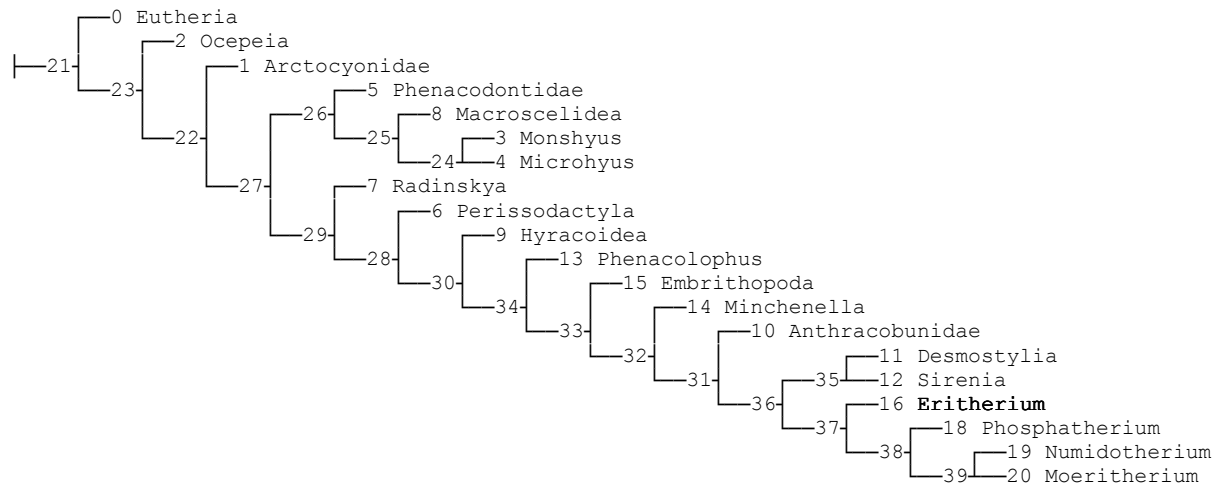 0 Eutheria
2 Ocepeia
21
1 Arctocyonidae
5 Phenacodontidae
23
26
8 Macroscelidea
25
3 Monshyus
22
24
4 Microhyus
27
7 Radinskya
6 Perissodactyla
29
9 Hyracoidea
28
13 Phenacolophus
30
15 Embrithopoda
34
14 Minchenella
33
10 Anthracobunidae
32
11 Desmostylia
31
35
12 Sirenia
36
16 Eritherium
37
18 Phosphatherium
38
19 Numidotherium
39
20 Moeritherium